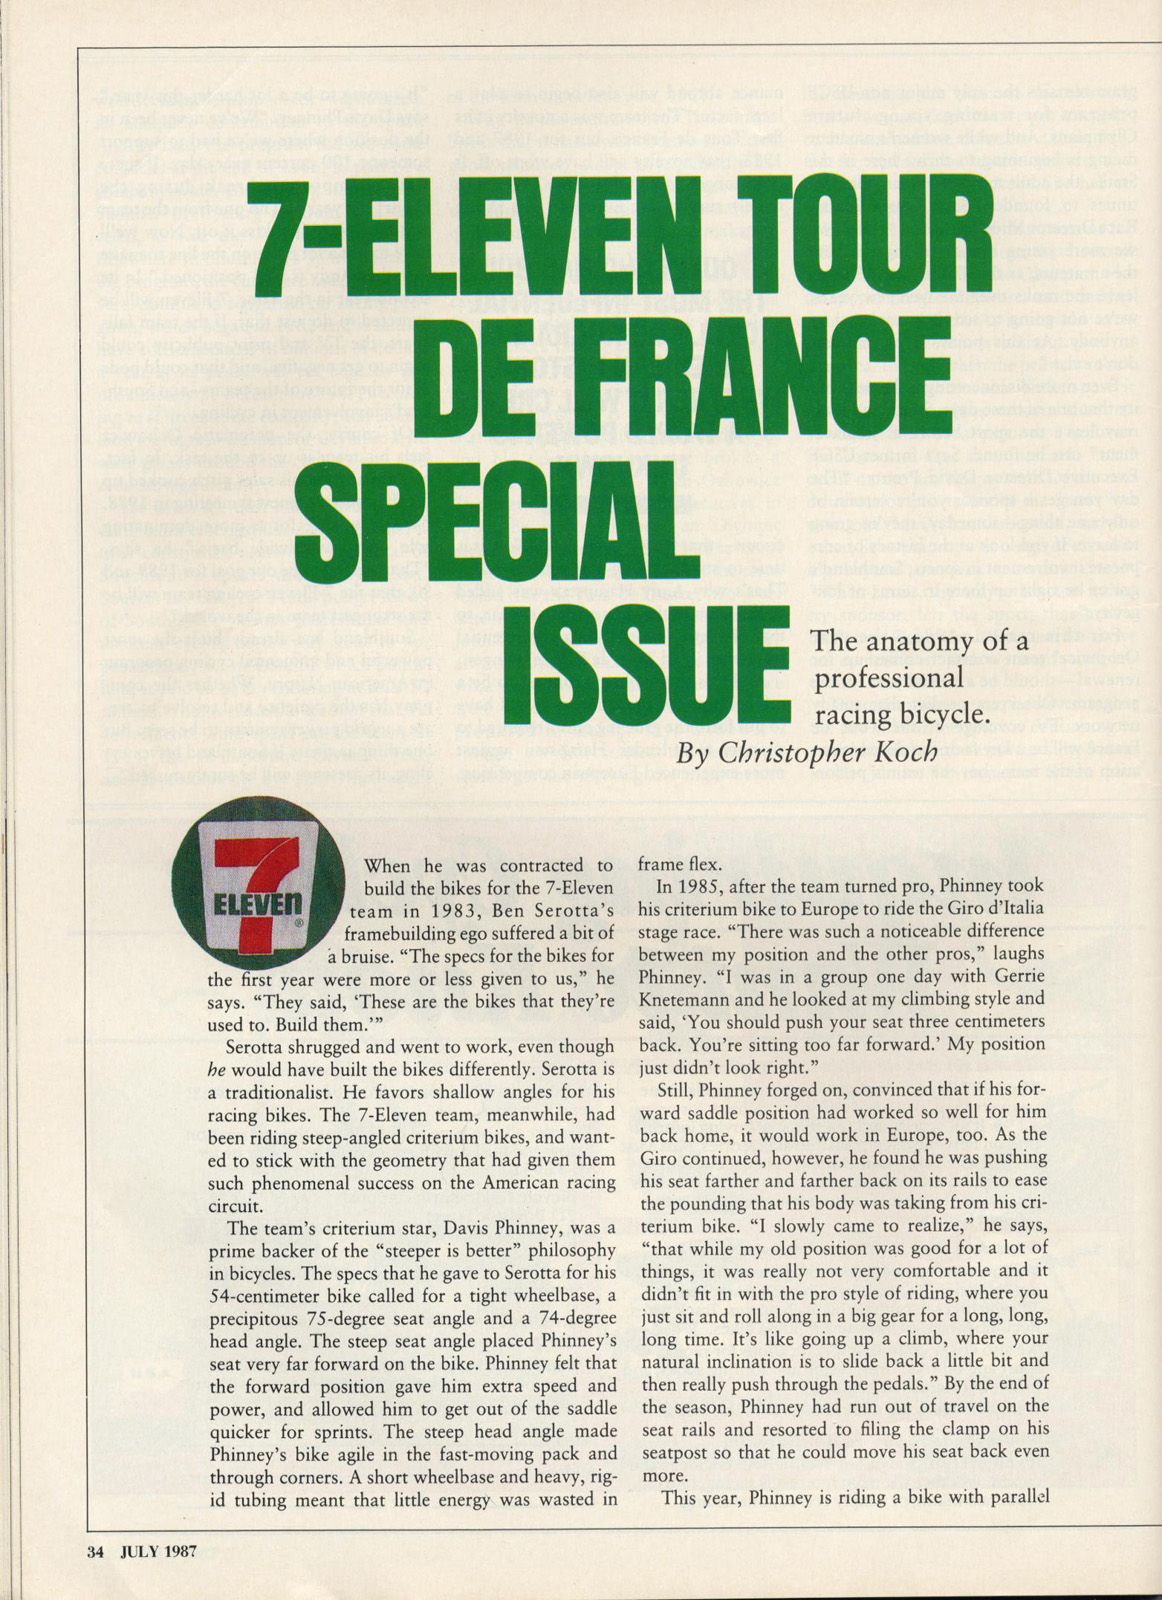 7-ELEVEN TOUR
DE FRANCE
SPECIAL
ISSUE
The anatomy of a
professional
racing bicycle.
By Christopher Koch
7
ELEVEN
®
When he was contracted to
build the bikes for the 7-Eleven
team in 1983, Ben Serotta's
framebuilding ego suffered a bit of
a bruise. “The specs for the bikes for
the first year were more or less given to us,” he
says. “They said, ‘These are the bikes that they're
used to. Build them.’”
Serotta shrugged and went to work, even though
he would have built the bikes differently. Serotta is
a traditionalist. He favors shallow angles for his
racing bikes. The 7-Eleven team, meanwhile, had
been riding steep-angled criterium bikes, and want-
ed to stick with the geometry that had given them
such phenomenal success on the American racing
circuit.
The team's criterium star, Davis Phinney, was a
prime backer of the “steeper is better” philosophy
in bicycles. The specs that he gave to Serotta for his
54-centimeter bike called for a tight wheelbase, a
precipitous 75-degree seat angle and a 74-degree
head angle. The steep seat angle placed Phinney's
seat very far forward on the bike. Phinney felt that
the forward position gave him extra speed and
power, and allowed him to get out of the saddle
quicker for sprints. The steep head angle made
Phinney's bike agile in the fast-moving pack and
through corners. A short wheelbase and heavy, rig-
id tubing meant that little energy was wasted in
frame flex.
In 1985, after the team turned pro, Phinney took
his criterium bike to Europe to ride the Giro d'Italia
stage race. “There was such a noticeable difference
between my position and the other pros,” laughs
Phinney. “I was in a group one day with Gerrie
Knetemann and he looked at my climbing style and
said, ‘You should push your seat three centimeters
back. You're sitting too far forward.’ My position
just didn't look right.”
Still, Phinney forged on, convinced that if his for-
ward saddle position had worked so well for him
back home, it would work in Europe, too. As the
Giro continued, however, he found he was pushing
his seat farther and farther back on its rails to ease
the pounding that his body was taking from his cri-
terium bike. “I slowly came to realize,” he says,
“that while my old position was good for a lot of
things, it was really not very comfortable and it
didn't fit in with the pro style of riding, where you
just sit and roll along in a big gear for a long, long,
long time. It's like going up a climb, where your
natural inclination is to slide back a little bit and
then really push through the pedals.” By the end of
the season, Phinney had run out of travel on the
seat rails and resorted to filing the clamp on his
seatpost so that he could move his seat back even
more.
This year, Phinney is riding a bike with parallel
34 JULY 1987